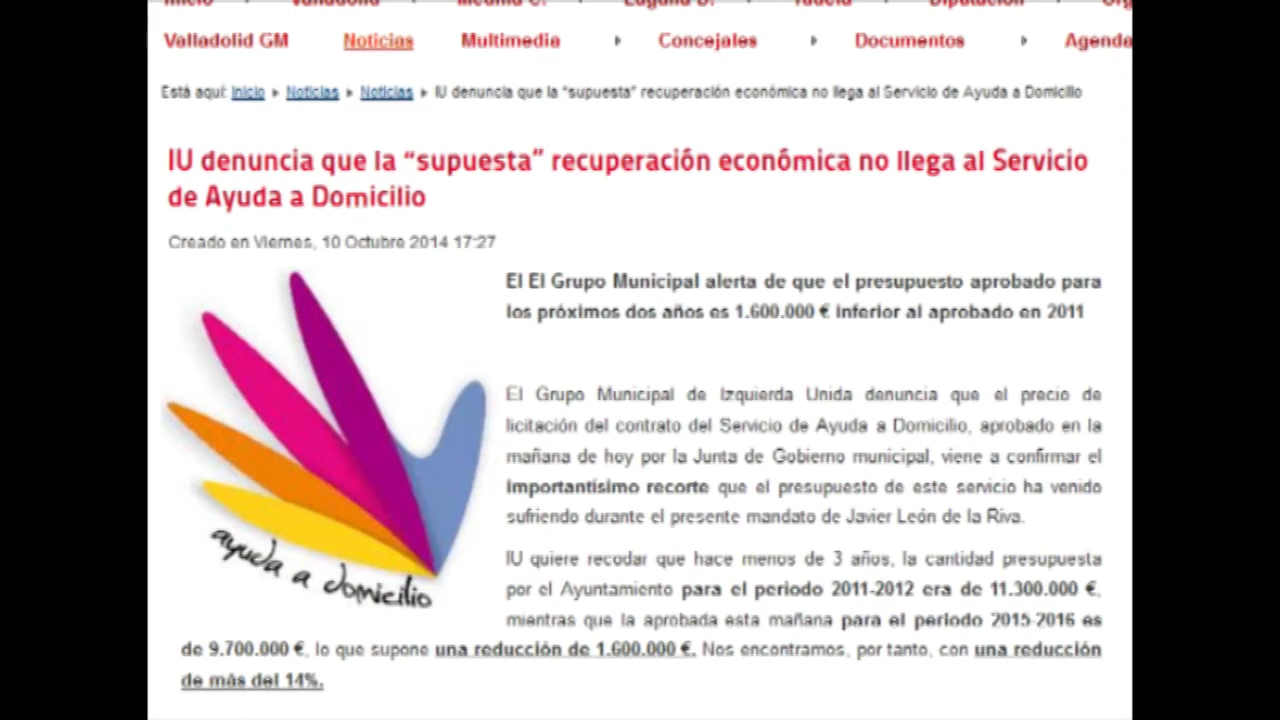 Inicio Valladolid Medina C. Laguna D. Tudela Diputación
Valladolid GM Noticias Multimedia Concejales Documentos Agenda
Está aquí: Inicio Noticias Noticias IU denuncia que la "supuesta" recuperación económica no llega al Servicio de Ayuda a Domicilio
IU denuncia que la “supuesta” recuperación económica no llega al Servicio
de Ayuda a Domicilio
Creado en Viernes, 10 Octubre 2014 17:27
El El Grupo Municipal alerta de que el presupuesto aprobado para
los próximos dos años es 1.600.000 € inferior al aprobado en 2011
El Grupo Municipal de Izquierda Unida denuncia que el precio de
licitación del contrato del Servicio de Ayuda a Domicilio, aprobado en la
mañana de hoy por la Junta de Gobierno municipal, viene a confirmar el
importantísimo recorte que el presupuesto de este servicio ha venido
sufriendo durante el presente mandato de Javier León de la Riva.
ayuda a domicilio
IU quiere recodar que hace menos de 3 años, la cantidad presupuesta
por el Ayuntamiento para el periodo 2011-2012 era de 11.300.000 €,
mientras que la aprobada esta mañana para el periodo 2015-2016 es
de 9.700.000 €, lo que supone una reducción de 1.600.000 €. Nos encontramos, por tanto, con una reducción
de más del 14%.